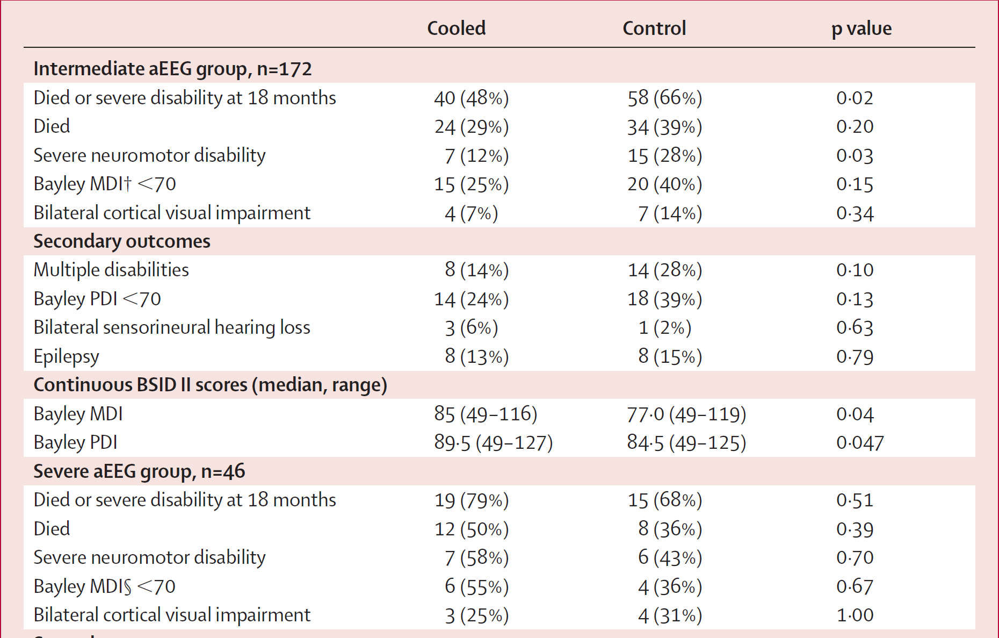 Cooled Control p value
Intermediate aEEG group, n=172
Died or severe disability at 18 months 40 (48%) 58 (66%) 0·02
Died 24 (29%) 34 (39%) 0·20
Severe neuromotor disability 7 (12%) 15 (28%) 0·03
Bayley MDI† <70 15 (25%) 20 (40%) 0·15
Bilateral cortical visual impairment 4 (7%) 7 (14%) 0·34
Secondary outcomes
Multiple disabilities 8 (14%) 14 (28%) 0·10
Bayley PDI <70 14 (24%) 18 (39%) 0·13
Bilateral sensorineural hearing loss 3 (6%) 1 (2%) 0·63
Epilepsy 8 (13%) 8 (15%) 0·79
Continuous BSID II scores (median, range)
Bayley MDI 85 (49–116) 77·0 (49–119) 0·04
Bayley PDI 89·5 (49–127) 84·5 (49–125) 0·047
Severe aEEG group, n=46
Died or severe disability at 18 months 19 (79%) 15 (68%) 0·51
Died 12 (50%) 8 (36%) 0·39
Severe neuromotor disability 7 (58%) 6 (43%) 0·70
Bayley MDI§ <70 6 (55%) 4 (36%) 0·67
Bilateral cortical visual impairment 3 (25%) 4 (31%) 1·00